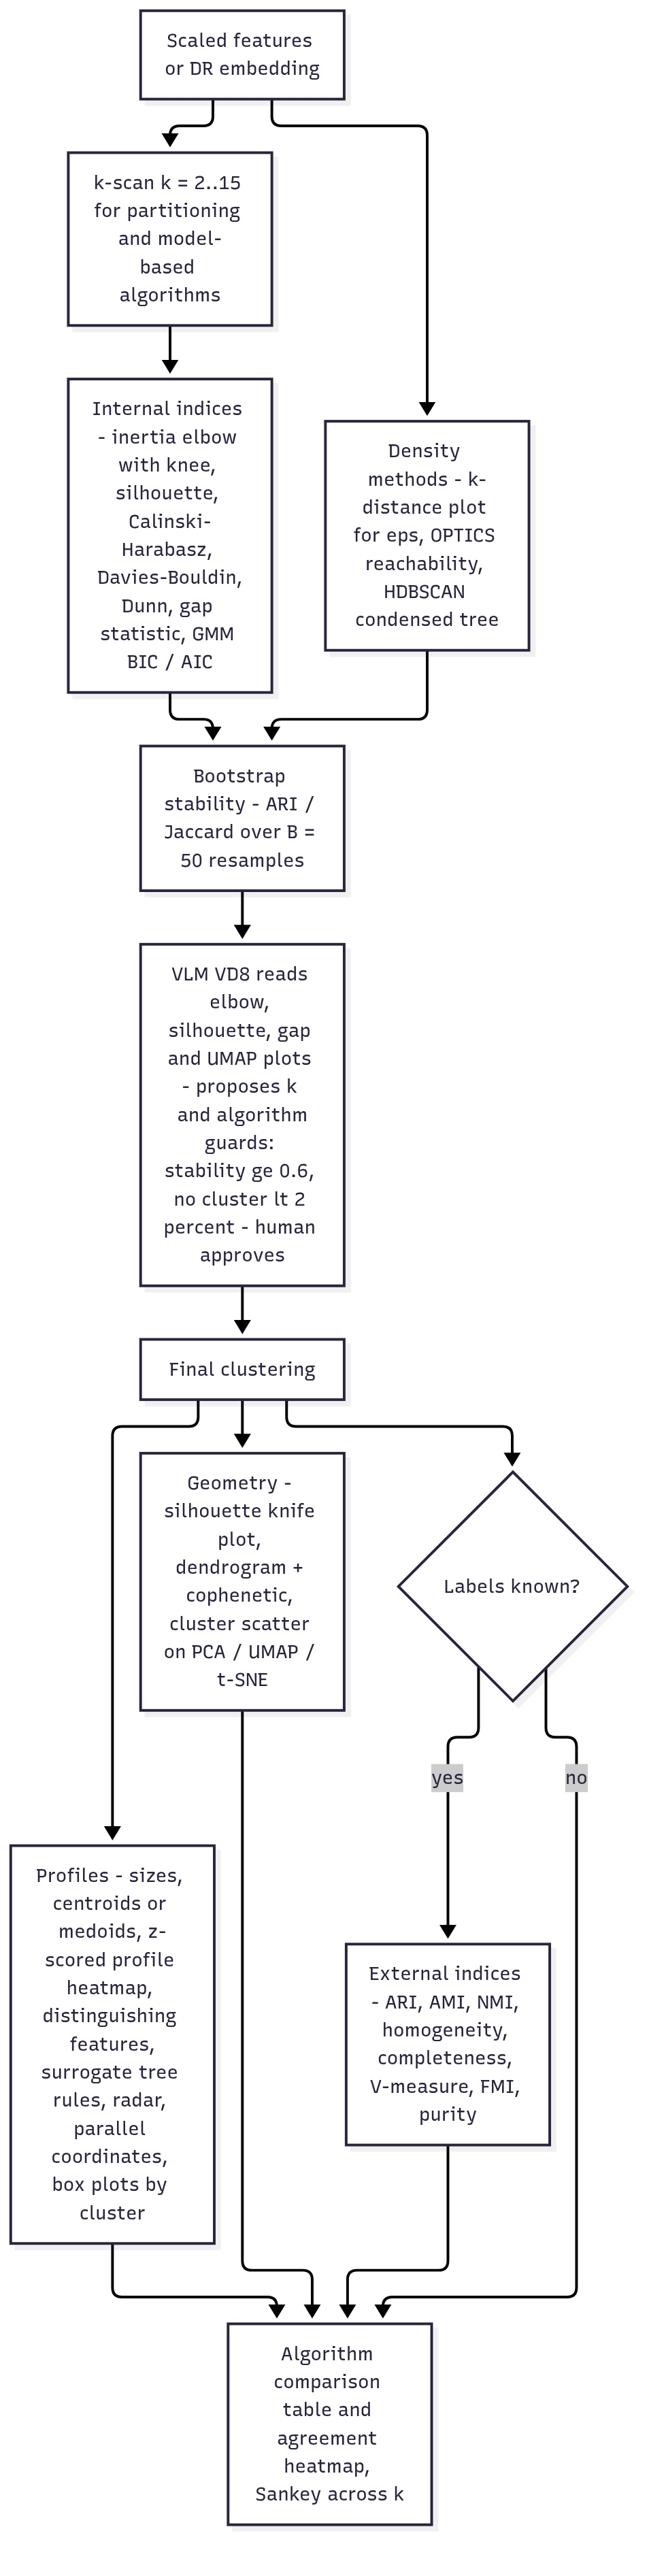 Scaled features
or DR embedding
k-scan k = 2..15
for partitioning
and model-
based
algorithms
Internal indices
- inertia elbow
with knee,
silhouette,
Calinski-
Harabasz,
Davies-Bouldin,
Dunn, gap
statistic, GMM
BIC / AIC
Density
methods - k-
distance plot
for eps, OPTICS
reachability,
HDBSCAN
condensed tree
Bootstrap
stability - ARI /
Jaccard over B =
50 resamples
VLM VD8 reads
elbow,
silhouette, gap
and UMAP plots
- proposes k
and algorithm
guards:
stability ge 0.6,
no cluster lt 2
percent - human
approves
Final clustering
Geometry -
silhouette knife
plot,
dendrogram +
cophenetic,
cluster scatter
on PCA / UMAP /
t-SNE
Labels known?
yes
no
Profiles - sizes,
centroids or
medoids, z-
scored profile
heatmap,
distinguishing
features,
surrogate tree
rules, radar,
parallel
coordinates,
box plots by
cluster
External indices
- ARI, AMI, NMI,
homogeneity,
completeness,
V-measure, FMI,
purity
Algorithm
comparison
table and
agreement
heatmap,
Sankey across k